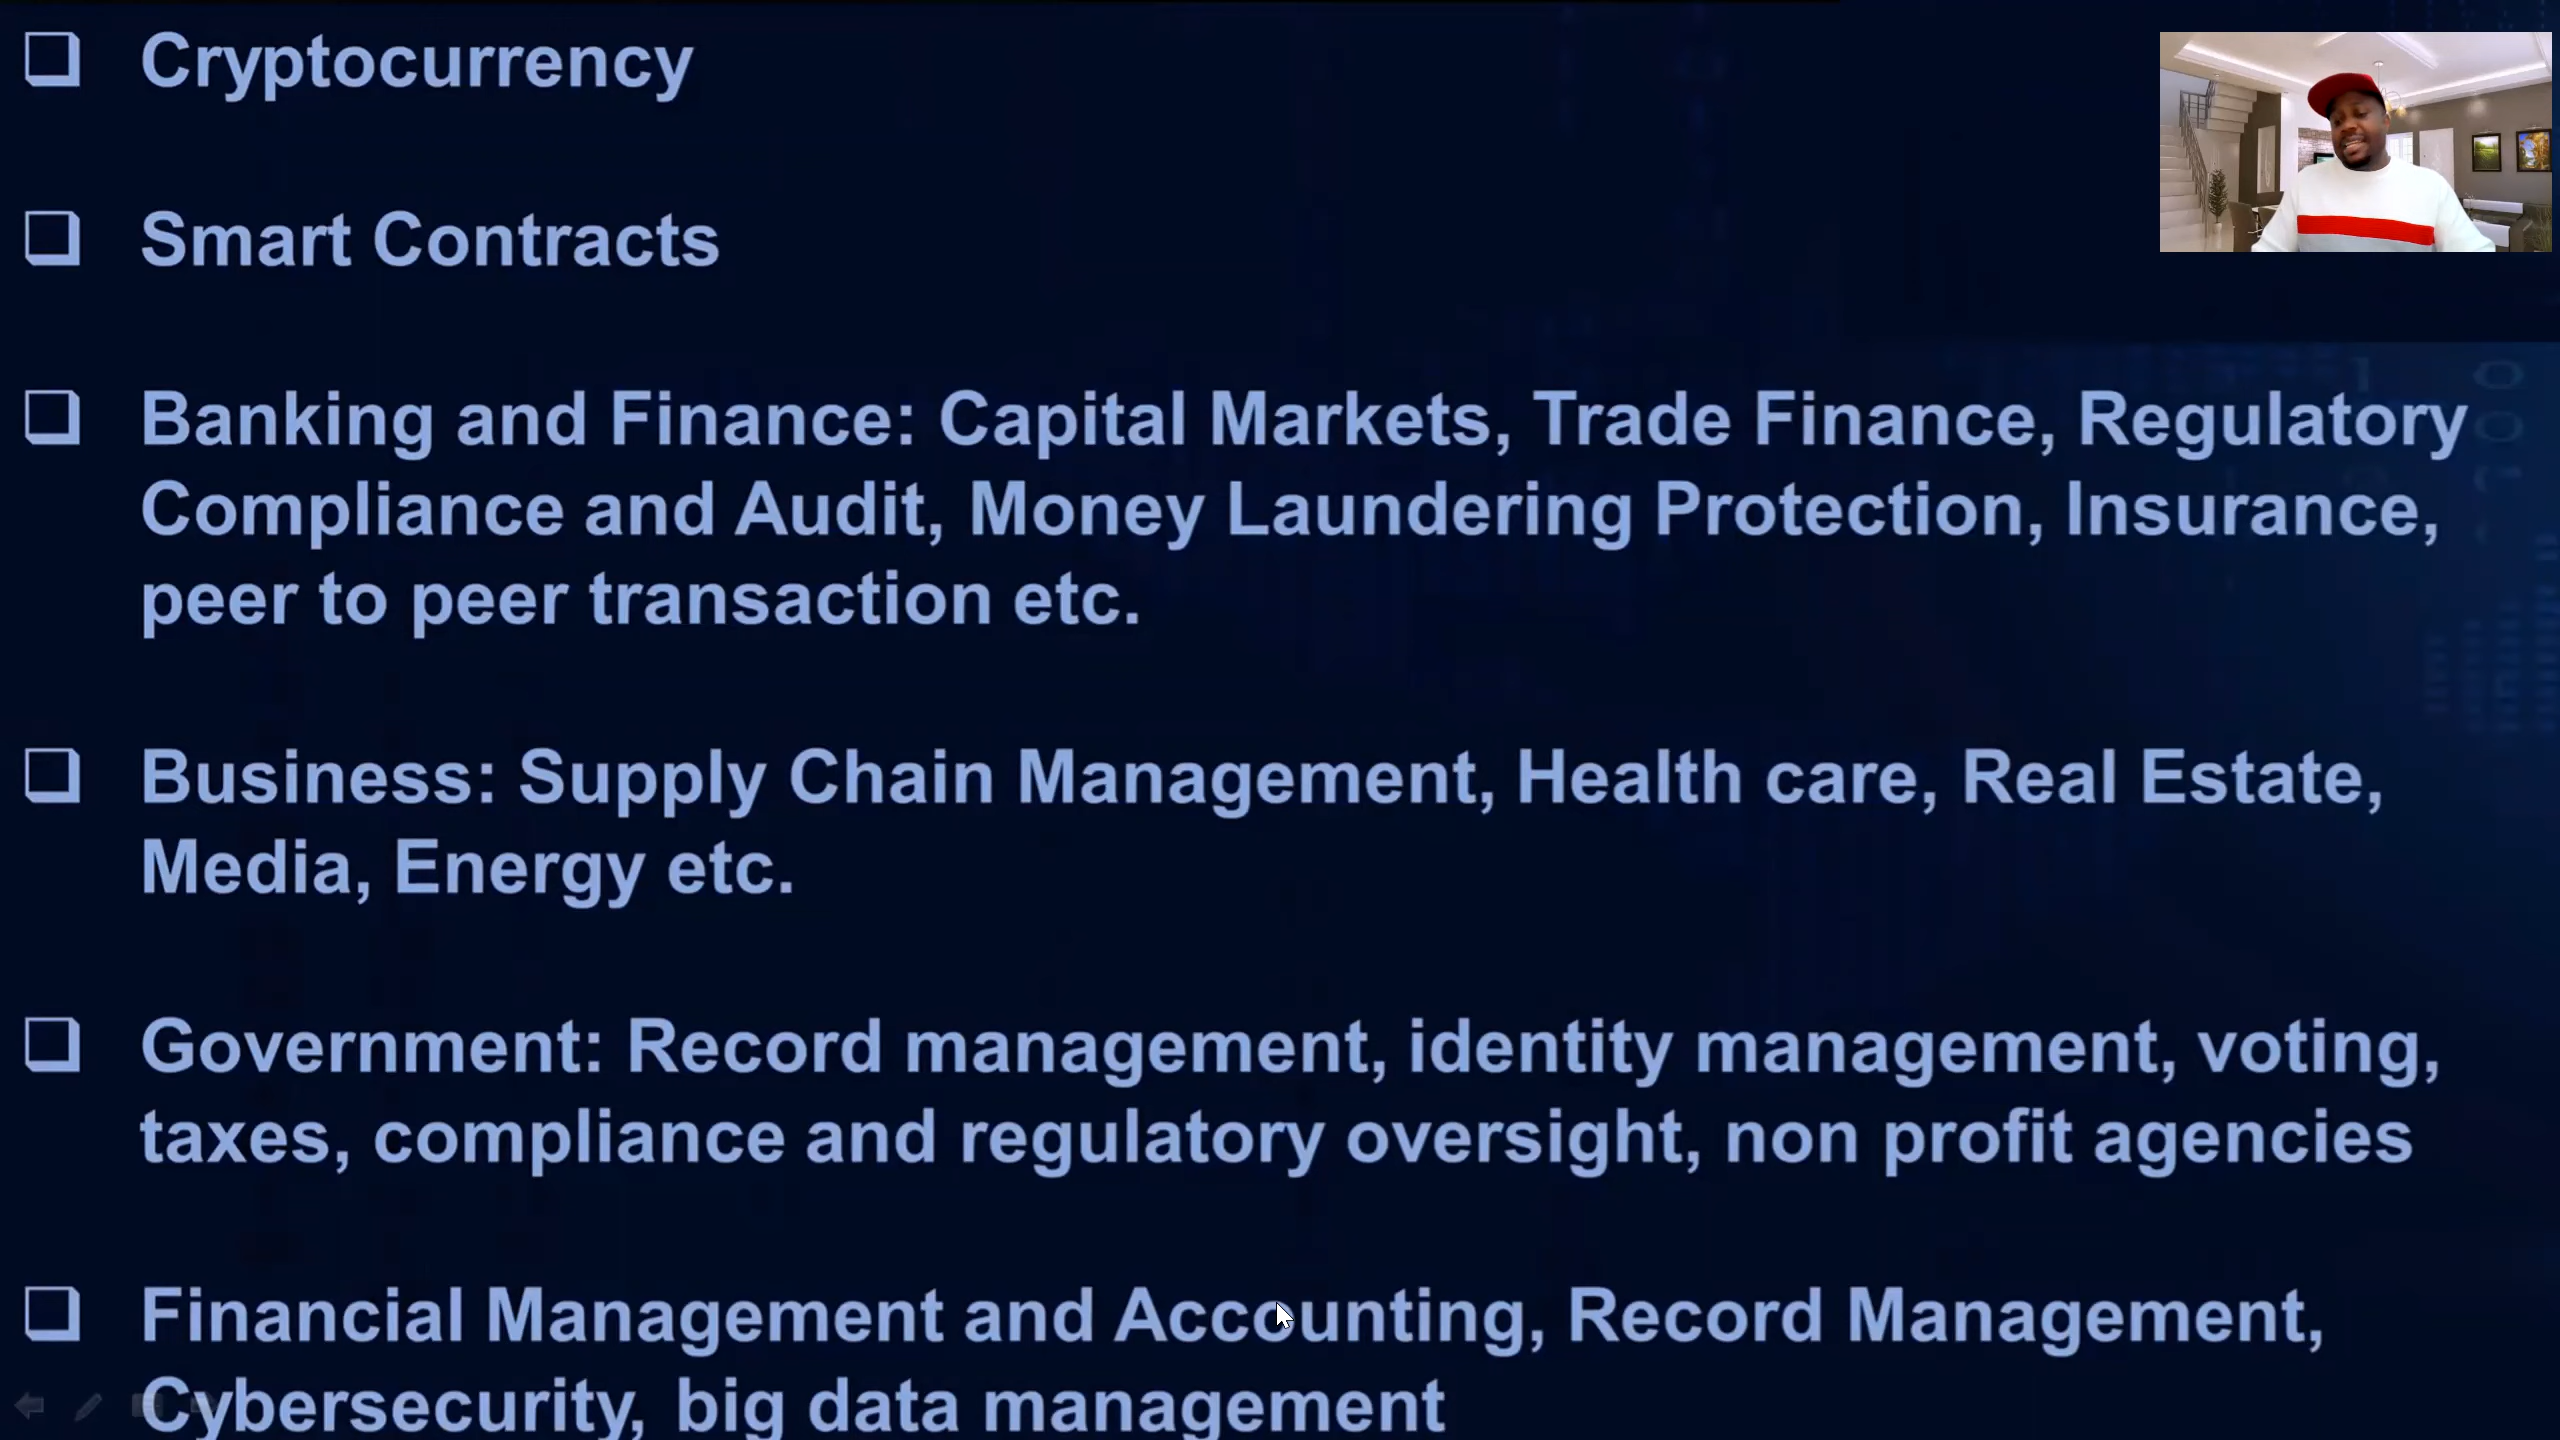 Cryptocurrency
Smart Contracts
Banking and Finance: Capital Markets, Trade Finance, Regulatory
Compliance and Audit, Money Laundering Protection, Insurance,
peer to peer transaction etc.
Business: Supply Chain Management, Health care, Real Estate,
Media, Energy etc.
Government: Record management, identity management, voting,
taxes, compliance and regulatory oversight, non profit agencies
Financial Management and Accounting, Record Management,
Cybersecurity, big data management